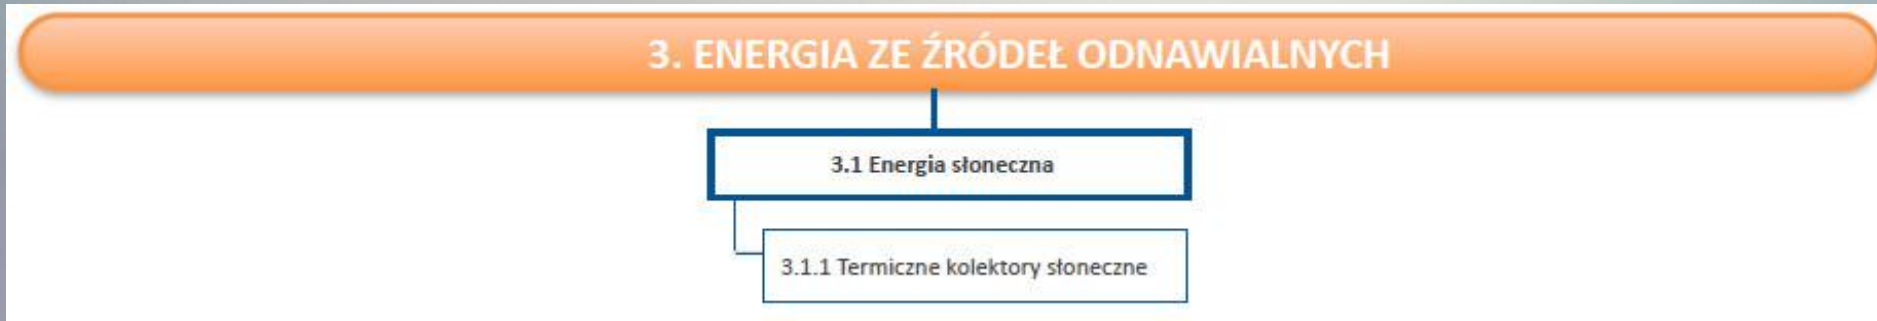 3. ENERGIA ZE ŹRÓDEŁ ODNAWIALNYCH
3.1 Energia słoneczna
3.1.1 Termiczne kolektory słoneczne